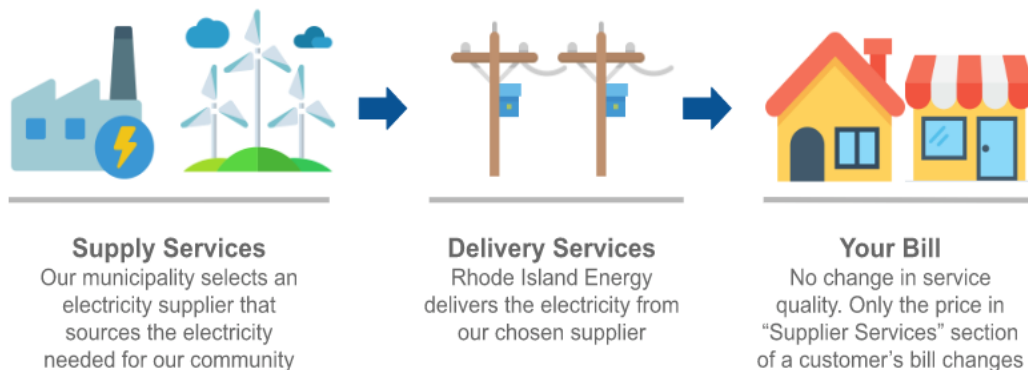 Supply Services
Our municipality selects an
electricity supplier that
sources the electricity
needed for our community
Delivery Services
Rhode Island Energy
delivers the electricity from
our chosen supplier
Your Bill
No change in service
quality. Only the price in
“Supplier Services” section
of a customer’s bill changes